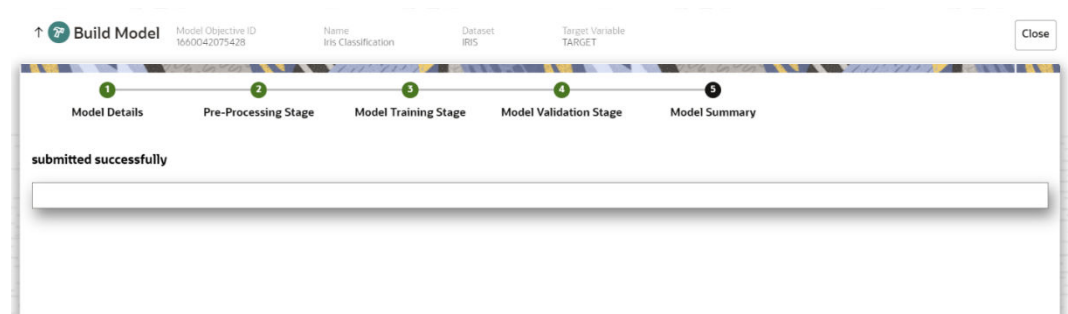 ↑ Build Model
Model Objective ID
1660042075428
Name
Iris Classification
Dataset
IRIS
Target Variable
TARGET
Close
1
Model Details
2
Pre-Processing Stage
3
Model Training Stage
4
Model Validation Stage
5
Model Summary
submitted successfully